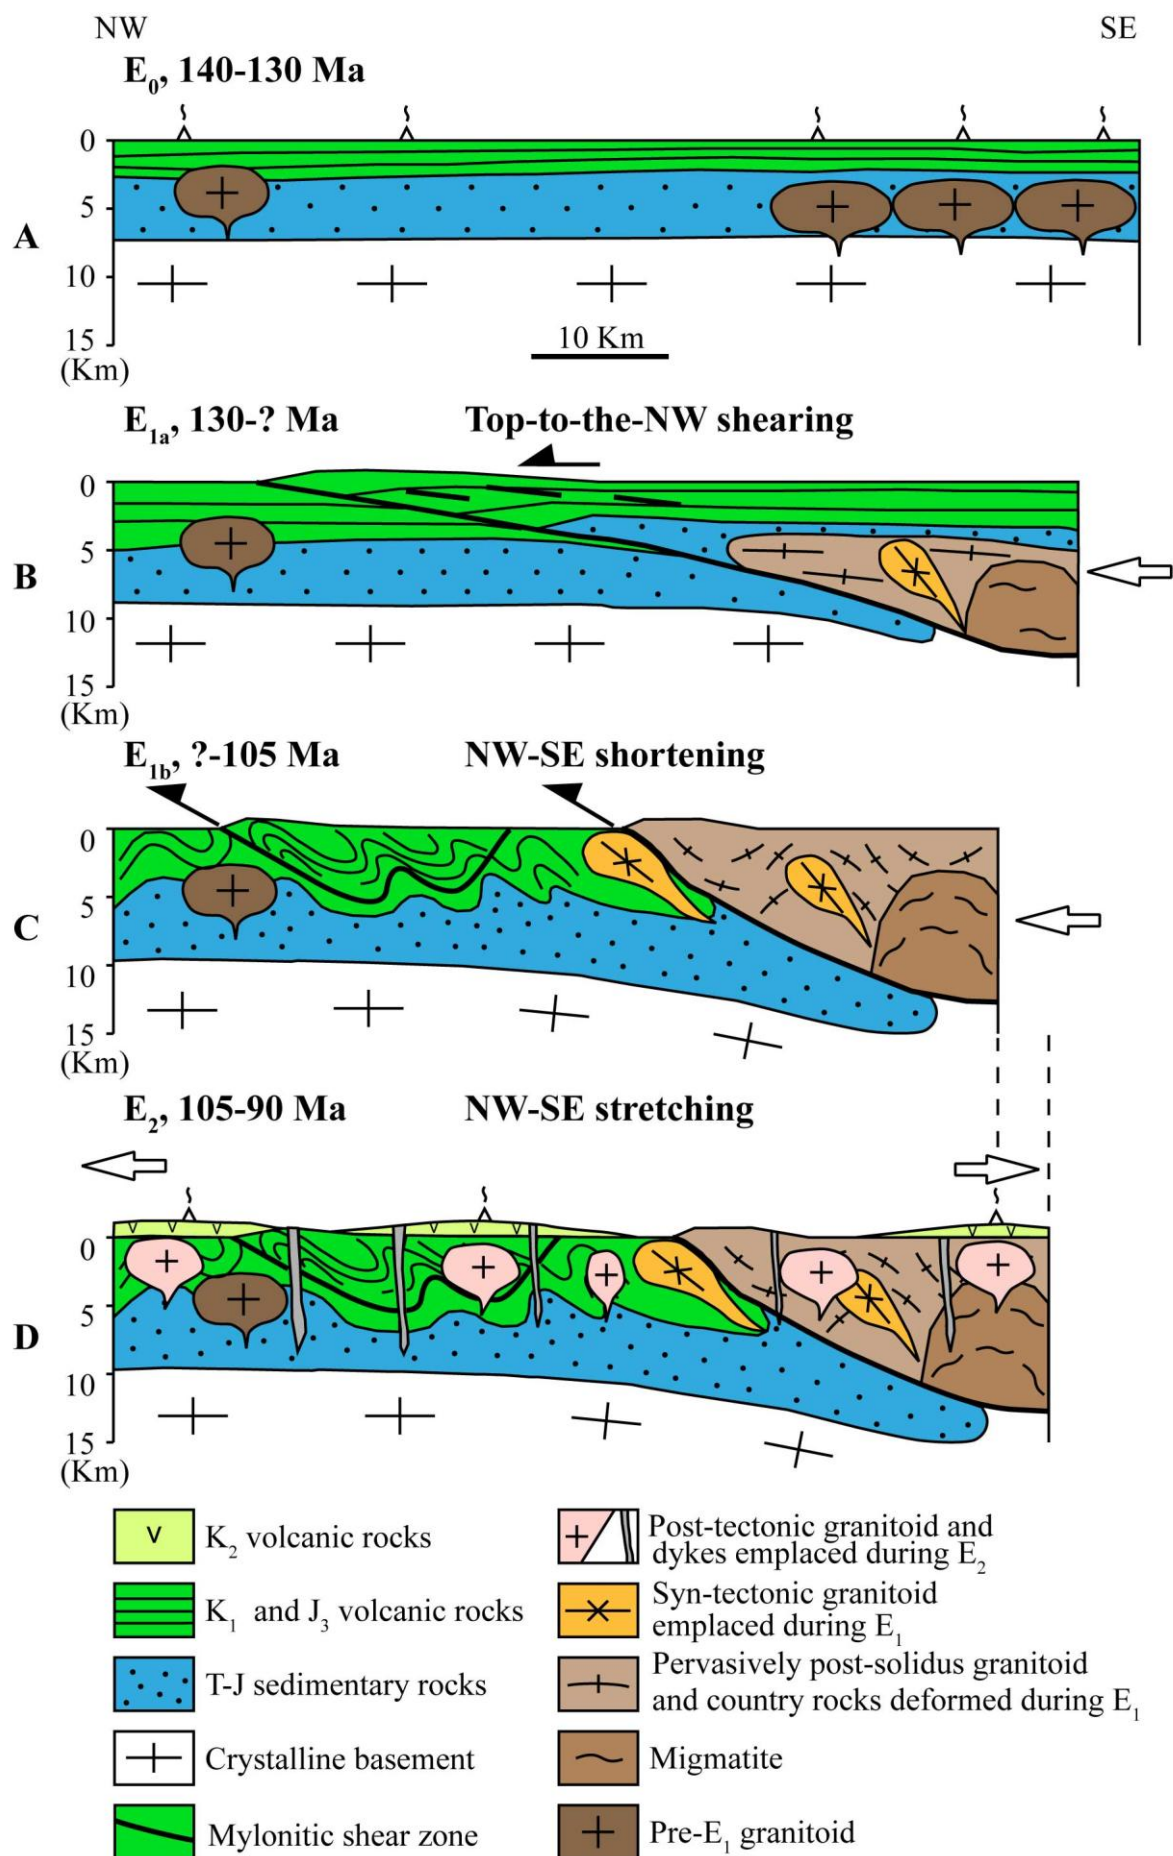 NW SE
E₀, 140-130 Ma
0
5
A
10
15
(Km)
10 Km
E₁ₐ, 130-? Ma Top-to-the-NW shearing
0
5
B
10
15
(Km)
E₁b, ?-105 Ma NW-SE shortening
0
5
C
10
15
(Km)
E₂, 105-90 Ma NW-SE stretching
0
5
D
10
15
(Km)
v v v v v v v v
v K₂ volcanic rocks
K₁ and J₃ volcanic rocks
T-J sedimentary rocks
Crystalline basement
Mylonitic shear zone
Post-tectonic granitoid and
dykes emplaced during E₂
Syn-tectonic granitoid
emplaced during E₁
Pervasively post-solidus granitoid
and country rocks deformed during E₁
Migmatite
Pre-E₁ granitoid